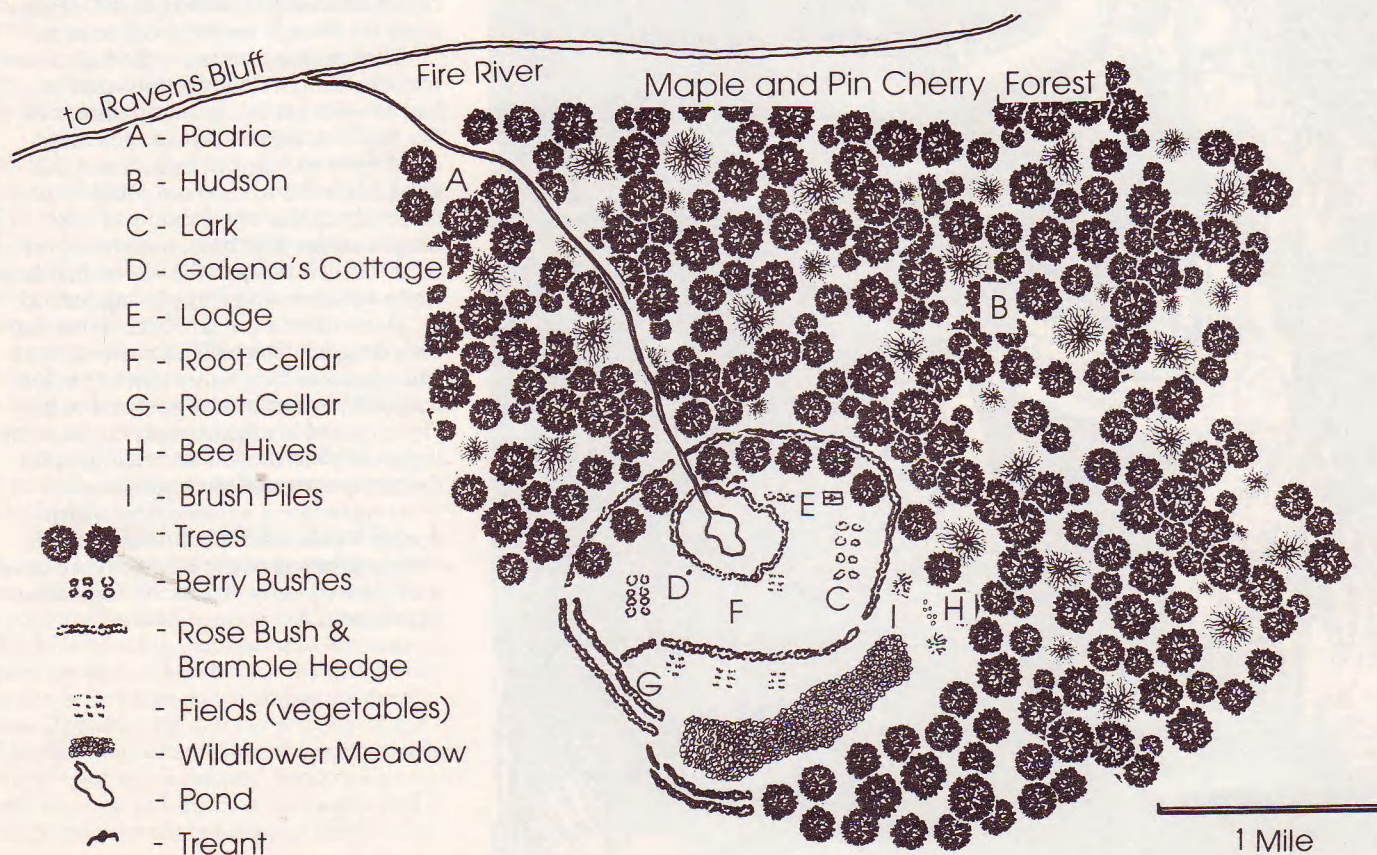 to Ravens Bluff
Fire River
Maple and Pin Cherry Forest
A - Padric
B - Hudson
C - Lark
D - Galena's Cottage
E - Lodge
F - Root Cellar
G - Root Cellar
H - Bee Hives
I - Brush Piles
- Trees
- Berry Bushes
- Rose Bush &
Bramble Hedge
- Fields (vegetables)
- Wildflower Meadow
- Pond
- Treant
A
B
E
D
F
C
I
H
G
1 Mile